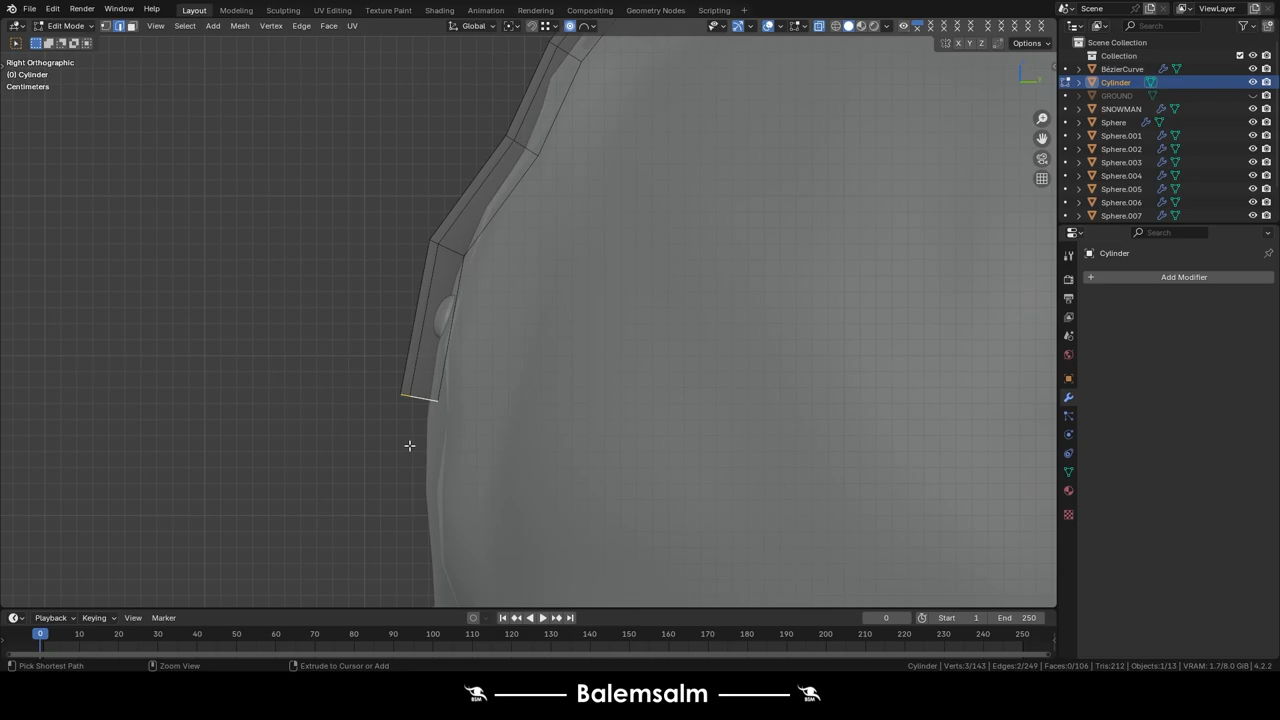 File Edit Render Window Help Layout Modeling Sculpting UV Editing Texture Paint Shading Animation Rendering Compositing Geometry Nodes Scripting + Scene ViewLayer
Edit Mode View Select Add Mesh Vertex Edge Face UV Global Search
X Y Z Options
Right Orthographic
(0) Cylinder
Centimeters
Scene Collection
Collection
BézierCurve
Cylinder
GROUND
SNOWMAN
Sphere
Sphere.001
Sphere.002
Sphere.003
Sphere.004
Sphere.005
Sphere.006
Sphere.007
Search
Cylinder
+ Add Modifier
Playback Keying View Marker 0 Start 1 End 250
0 10 20 30 40 50 60 70 80 90 100 110 120 130 140 150 160 170 180 190 200 210 220 230 240 250
Pick Shortest Path Zoom View Extrude to Cursor or Add Cylinder | Verts:3/143 | Edges:2/249 | Faces:0/106 | Tris:212 | Objects:1/13 | VRAM: 1.7/8.0 GiB | 4.2.2
BSM Balemsalm BSM